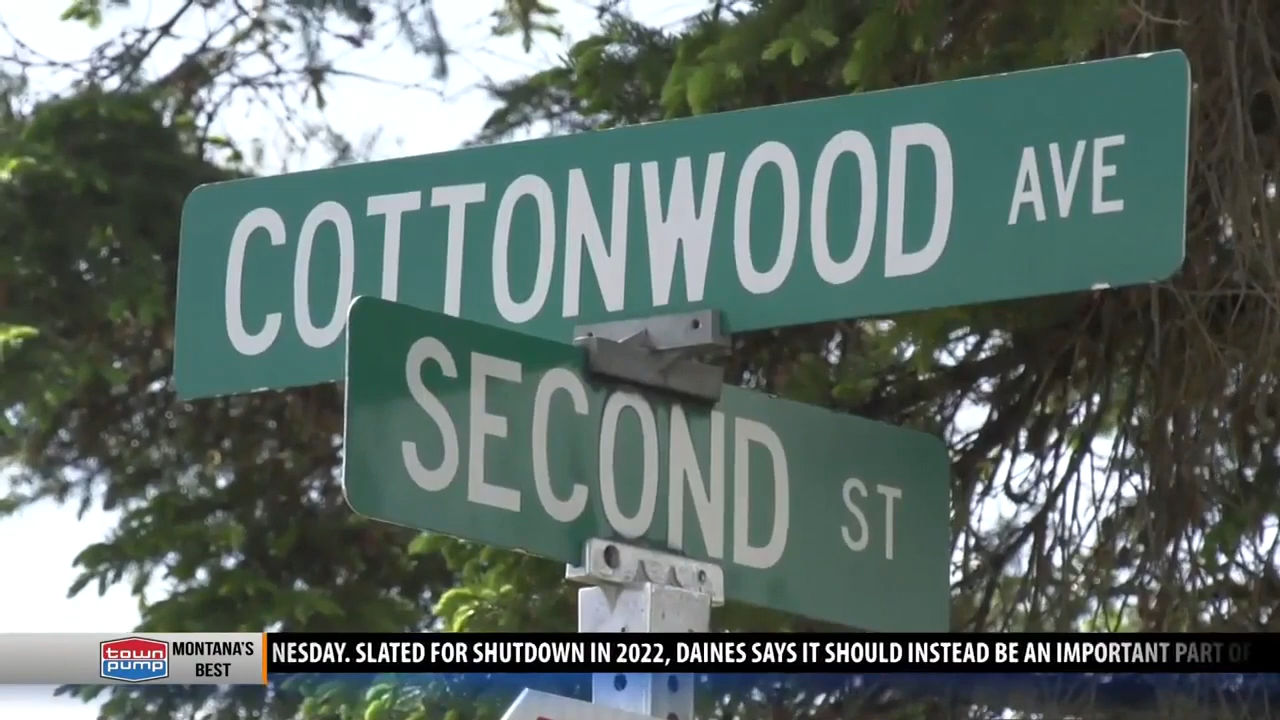 COTTONWOOD AVE
SECOND ST
town pump
MONTANA'S BEST
NESDAY. SLATED FOR SHUTDOWN IN 2022, DAINES SAYS IT SHOULD INSTEAD BE AN IMPORTANT PART OF